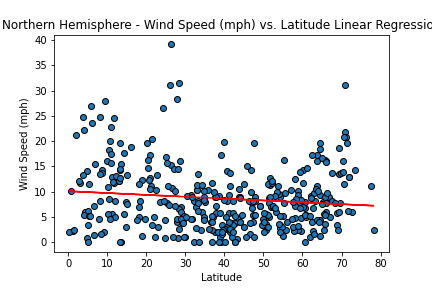 Northern Hemisphere - Wind Speed (mph) vs. Latitude Linear Regressio
40
35
30
25
20
15
10
5
0
Wind Speed (mph)
0 10 20 30 40 50 60 70 80
Latitude